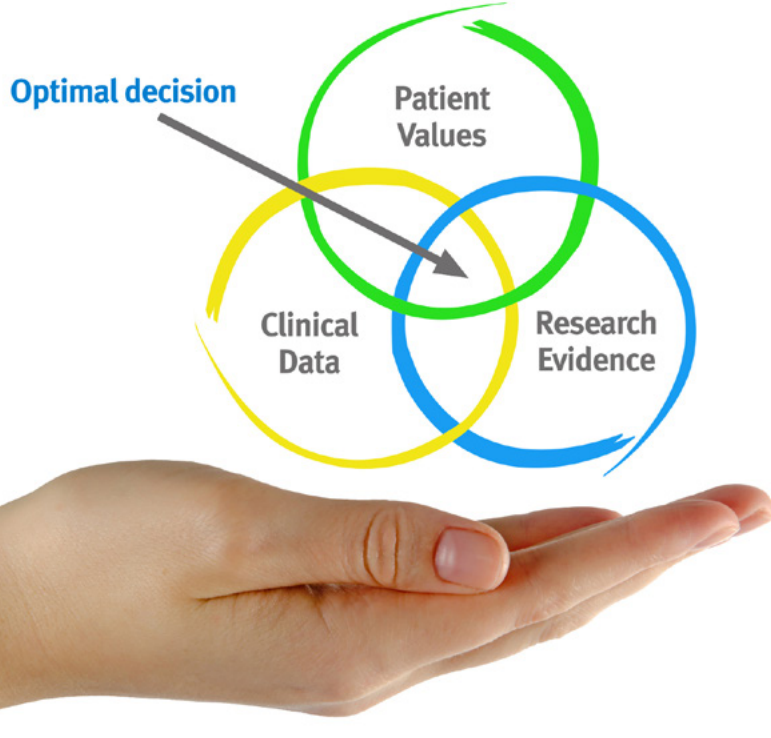 Optimal decision
Patient
Values
Clinical
Data
Research
Evidence